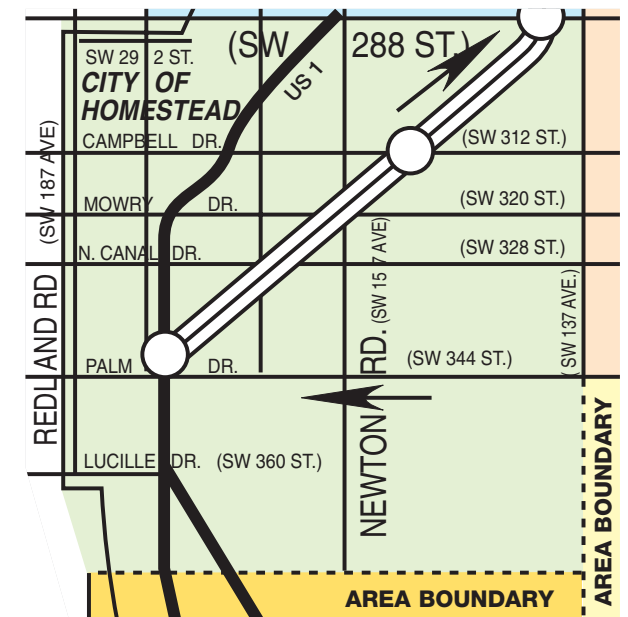 (SW 288 ST.)
SW 29 2 ST.
CITY OF
HOMESTEAD
US 1
CAMPBELL DR.
(SW 312 ST.)
(SW 187 AVE)
MOWRY DR.
(SW 320 ST.)
N. CANAL DR.
(SW 328 ST.)
REDLAND RD
NEWTON RD. (SW 15 7 AVE)
(SW 137 AVE.)
PALM DR.
(SW 344 ST.)
LUCILLE DR. (SW 360 ST.)
AREA BOUNDARY
AREA BOUNDARY